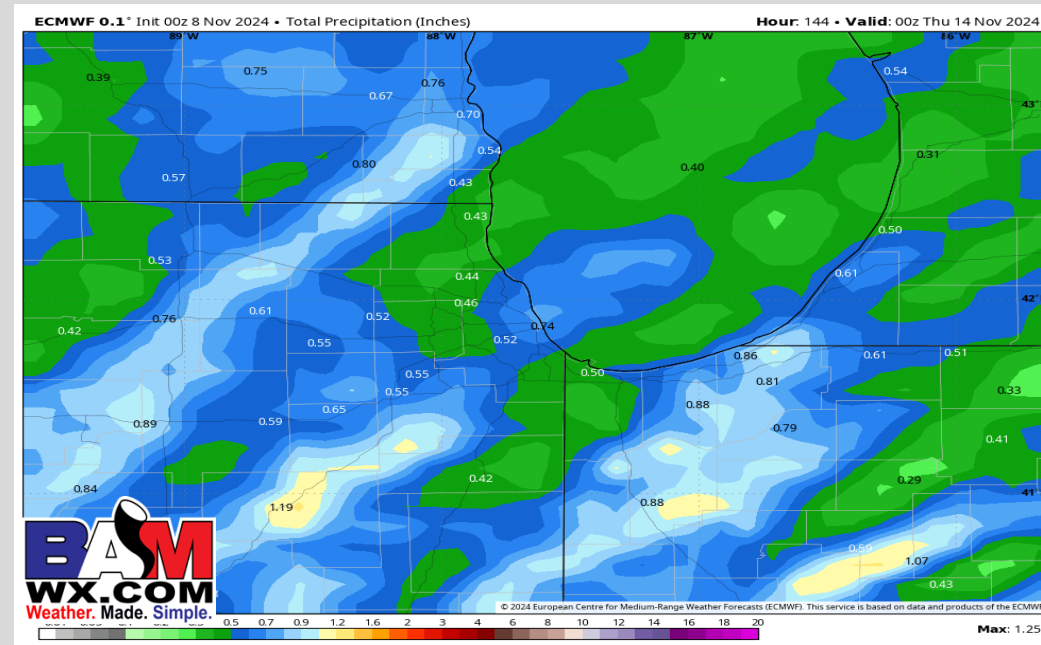 ECMWF 0.1° Init 00z 8 Nov 2024 • Total Precipitation (Inches)
Hour: 144 • Valid: 00z Thu 14 Nov 2024
89°W 88°W 87°W 86°W
0.39 0.75 0.76 0.54
0.67
0.70 43°
0.54 0.31
0.80 0.40
0.57 0.43
0.43
0.50
0.53
0.44 0.61
0.46 42°
0.61 0.52
0.76 0.74
0.42
0.55 0.52
0.86 0.61 0.51
0.55 0.50 0.81
0.55 0.33
0.65 0.88
0.59 0.79
0.89
0.41
0.42 0.29
0.84 41°
1.19 0.88
0.59
1.07
0.43
BAM
WX.COM
Weather. Made. Simple.
© 2024 European Centre for Medium-Range Weather Forecasts (ECMWF). This service is based on data and products of the ECMWF
0.5 0.7 0.9 1.2 1.6 2 3 4 6 8 10 12 14 16 18 20
Max: 1.25